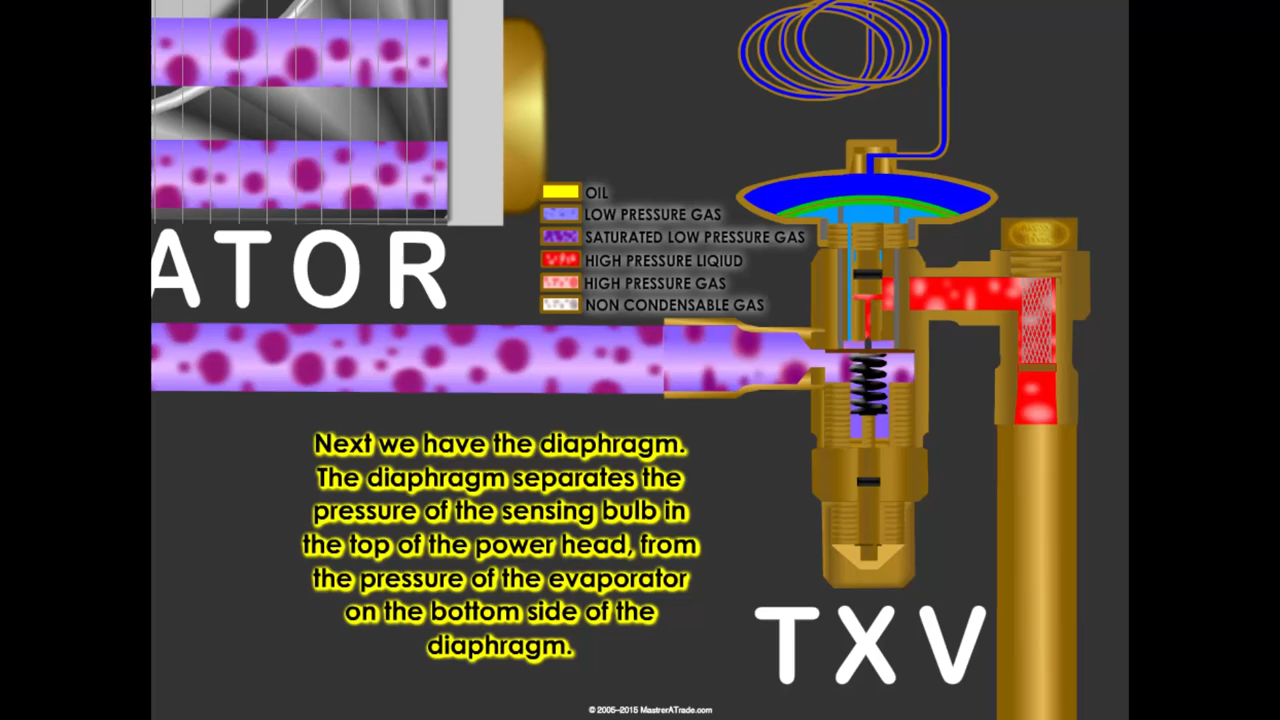 OIL
LOW PRESSURE GAS
SATURATED LOW PRESSURE GAS
HIGH PRESSURE LIQIUD
HIGH PRESSURE GAS
NON CONDENSABLE GAS
ATOR
Next we have the diaphragm.
The diaphragm separates the
pressure of the sensing bulb in
the top of the power head, from
the pressure of the evaporator
on the bottom side of the
diaphragm.
TXV
© 2005-2015 MastrerATrade.com